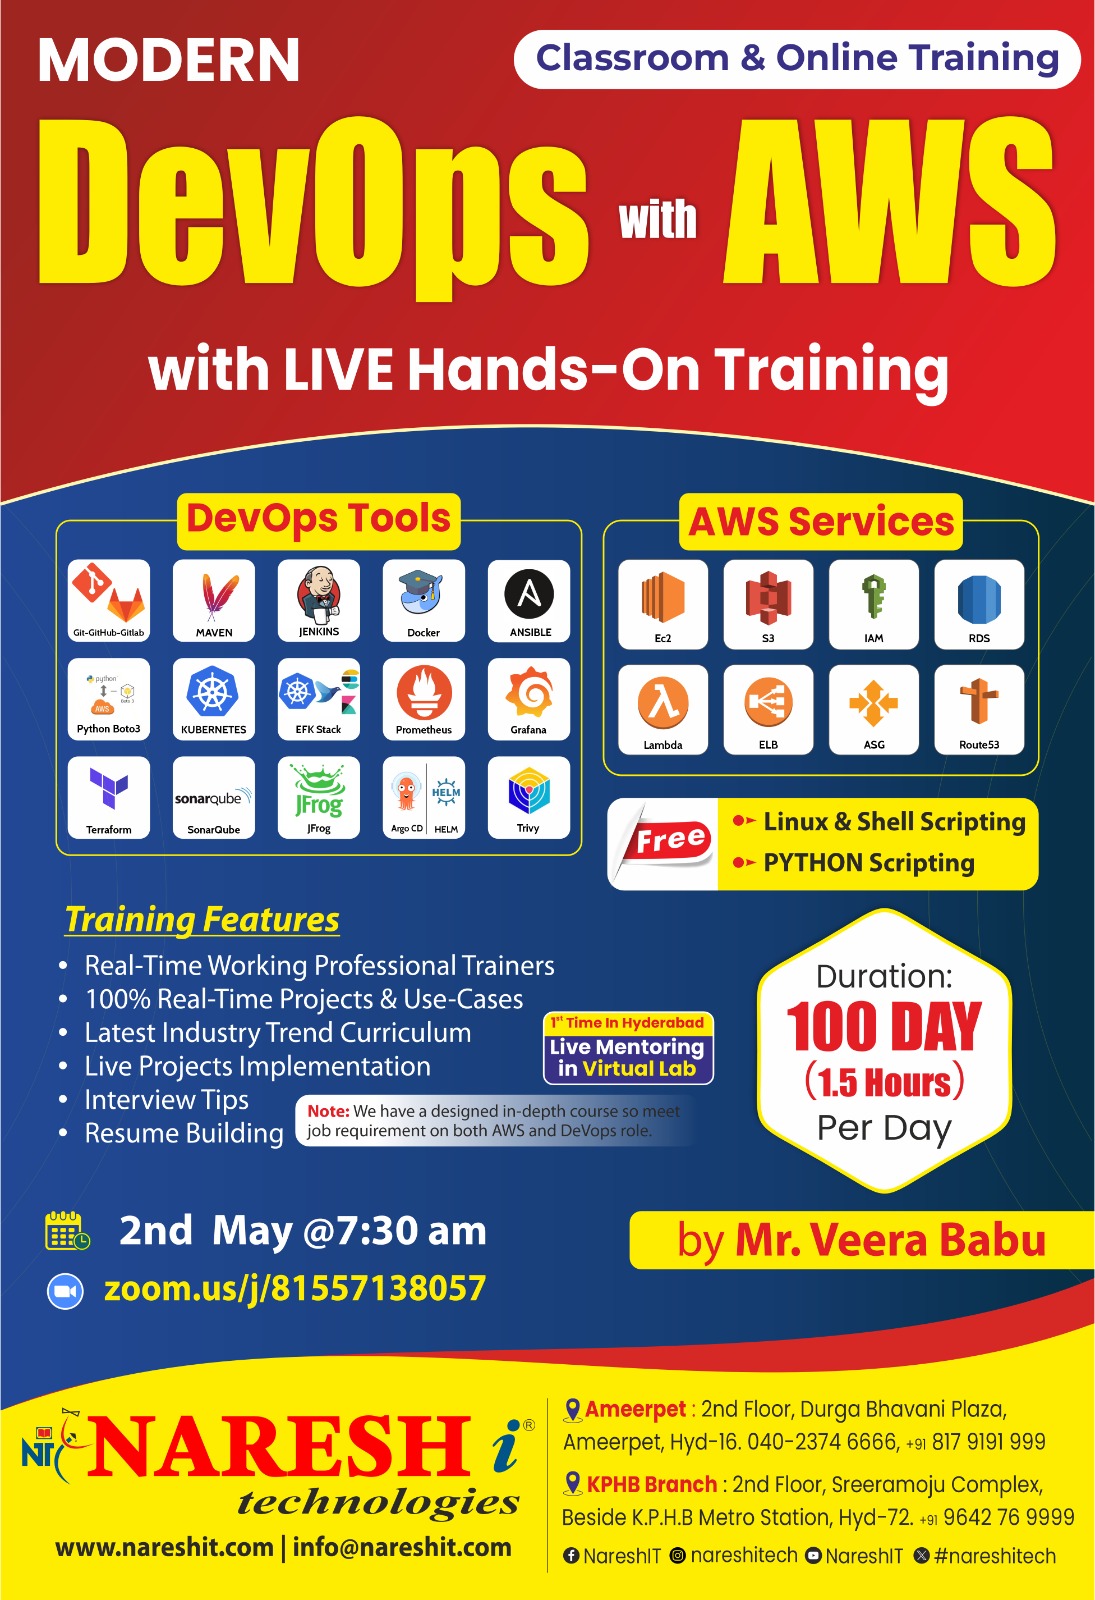 MODERN
Classroom & Online Training
DevOps with AWS
with LIVE Hands-On Training
DevOps Tools
Git-GitHub-Gitlab
MAVEN
JENKINS
Docker
ANSIBLE
python
Boto 3
AWS
Python Boto3
KUBERNETES
EFK Stack
Prometheus
Grafana
Terraform
sonarqube
SonarQube
JFrog
JFrog
Argo CD
HELM
HELM
Trivy
AWS Services
Ec2
S3
IAM
RDS
Lambda
ELB
ASG
Route53
Free
Linux & Shell Scripting
PYTHON Scripting
Training Features
• Real-Time Working Professional Trainers
• 100% Real-Time Projects & Use-Cases
• Latest Industry Trend Curriculum
• Live Projects Implementation
• Interview Tips
• Resume Building
1st Time In Hyderabad
Live Mentoring
in Virtual Lab
Note: We have a designed in-depth course so meet
job requirement on both AWS and DeVops role.
Duration:
100 DAY
(1.5 Hours)
Per Day
2nd May @7:30 am
zoom.us/j/81557138057
by Mr. Veera Babu
NT
NARESH i®
technologies
www.nareshit.com | info@nareshit.com
Ameerpet : 2nd Floor, Durga Bhavani Plaza,
Ameerpet, Hyd-16. 040-2374 6666, +91 817 9191 999
KPHB Branch : 2nd Floor, Sreeramoju Complex,
Beside K.P.H.B Metro Station, Hyd-72. +91 9642 76 9999
NareshIT nareshitech NareshIT #nareshitech